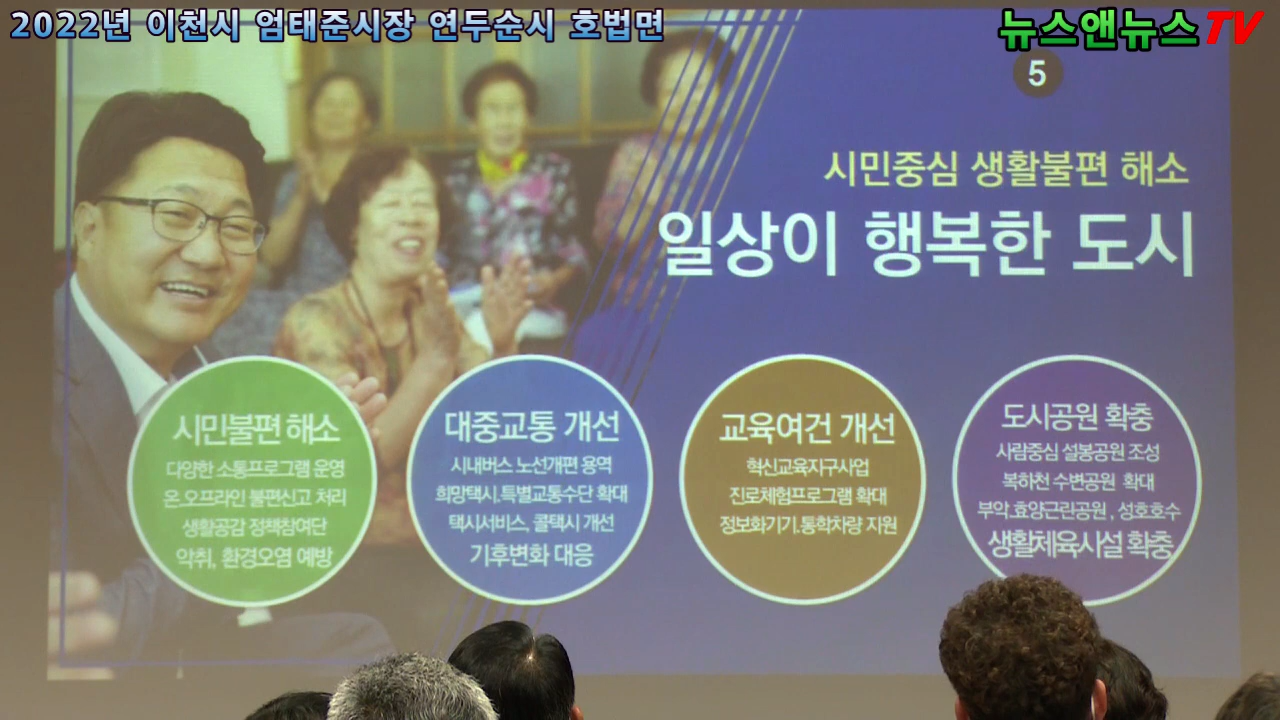 2022년 이천시 엄태준시장 연두순시 호법면
뉴스앤뉴스TV
5
시민중심 생활불편 해소
일상이 행복한 도시
시민불편 해소
다양한 소통프로그램 운영
온.오프라인 불편신고 처리
생활공감 정책참여단
악취, 환경오염 예방
대중교통 개선
시내버스 노선개편 용역
희망택시,특별교통수단 확대
택시서비스, 콜택시 개선
기후변화 대응
교육여건 개선
혁신교육지구사업
진로체험프로그램 확대
정보화기기,통학차량 지원
도시공원 확충
사람중심 설봉공원 조성
복하천 수변공원 확대
부악.효양근린공원 , 성호호수
생활체육시설 확충